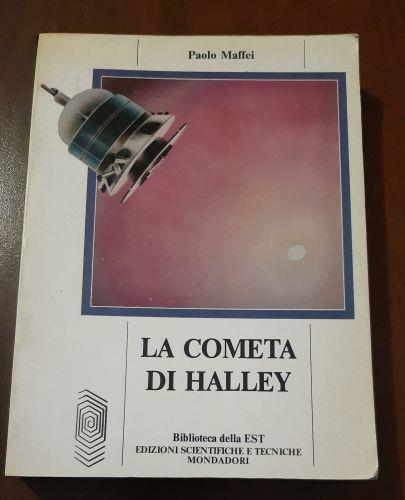 Paolo Maffei
LA COMETA
DI HALLEY
Biblioteca della EST
EDIZIONI SCIENTIFICHE E TECNICHE
MONDADORI